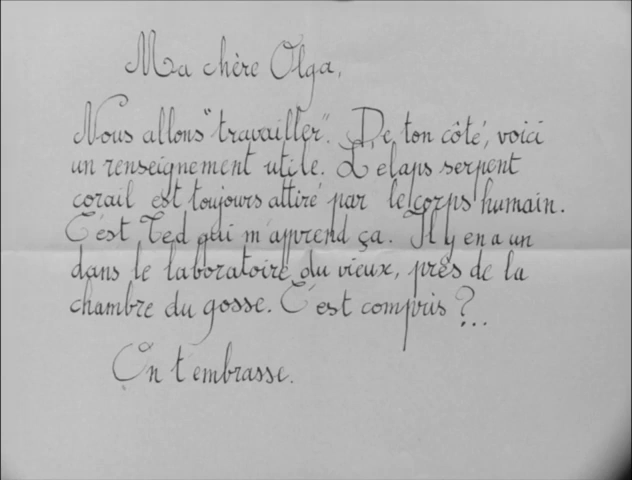 Ma chère Olga,
Nous allons "travailler". De ton côté, voici
un renseignement utile. L'elaps serpent
corail est toujours attiré par le corps humain.
C'est Ted qui m'apprend ça. Il y en a un
dans le laboratoire du vieux, près de la
chambre du gosse. C'est compris ?...
On t'embrasse.